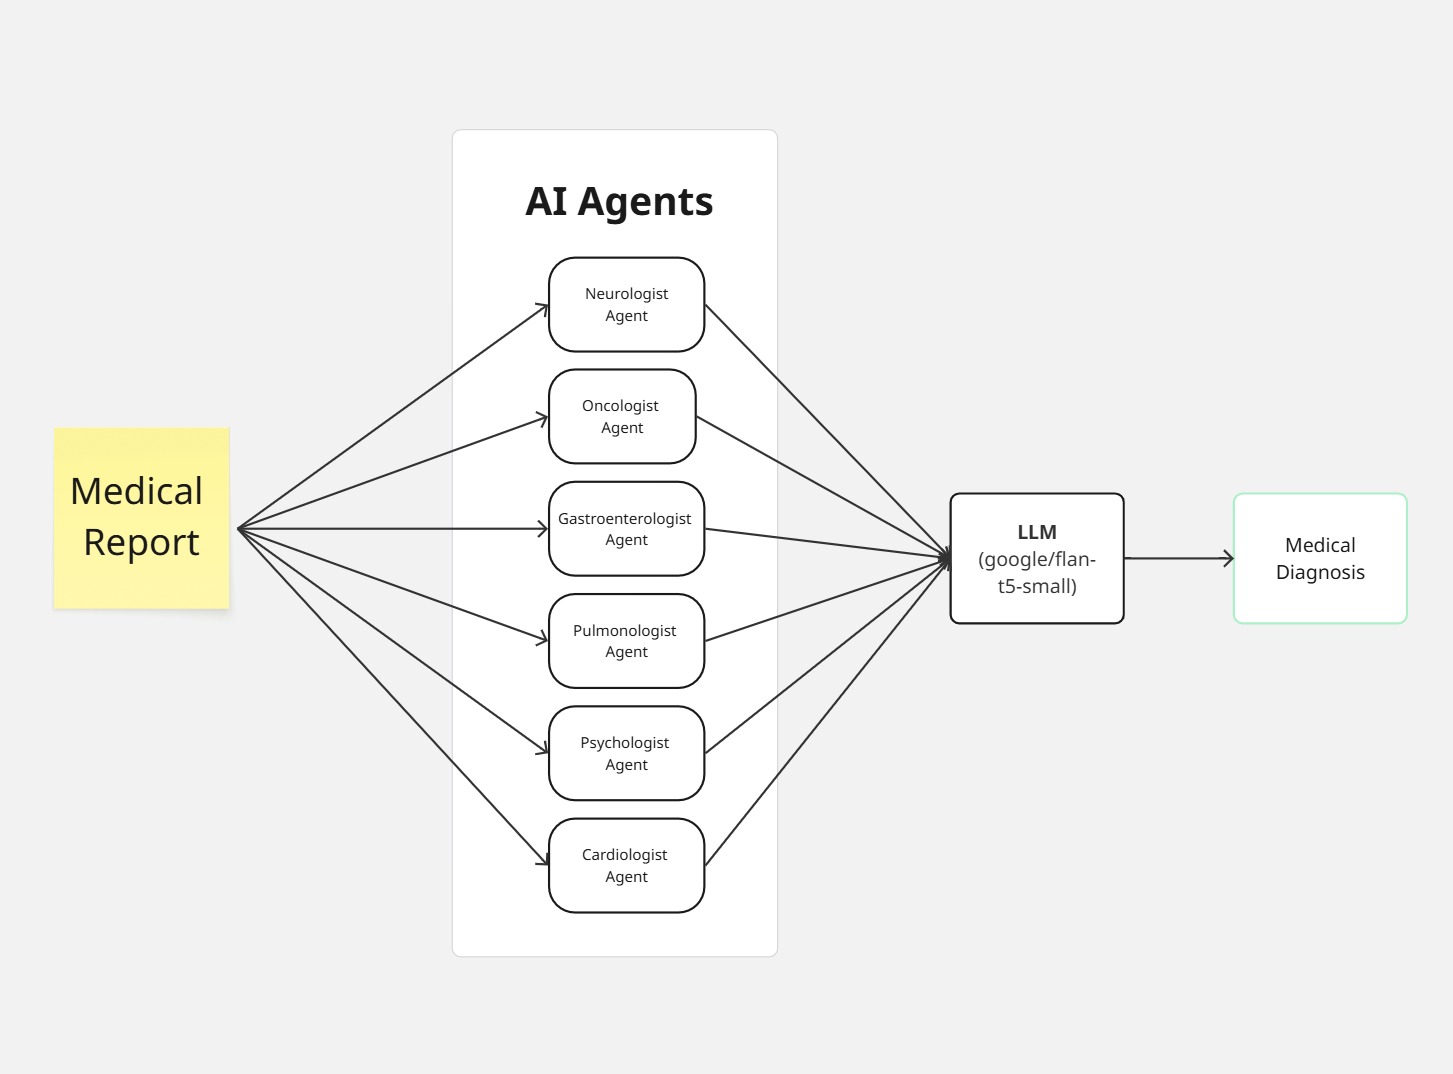 AI Agents
Medical
Report
Neurologist
Agent
Oncologist
Agent
Gastroenterologist
Agent
Pulmonologist
Agent
Psychologist
Agent
Cardiologist
Agent
LLM
(google/flan-
t5-small)
Medical
Diagnosis